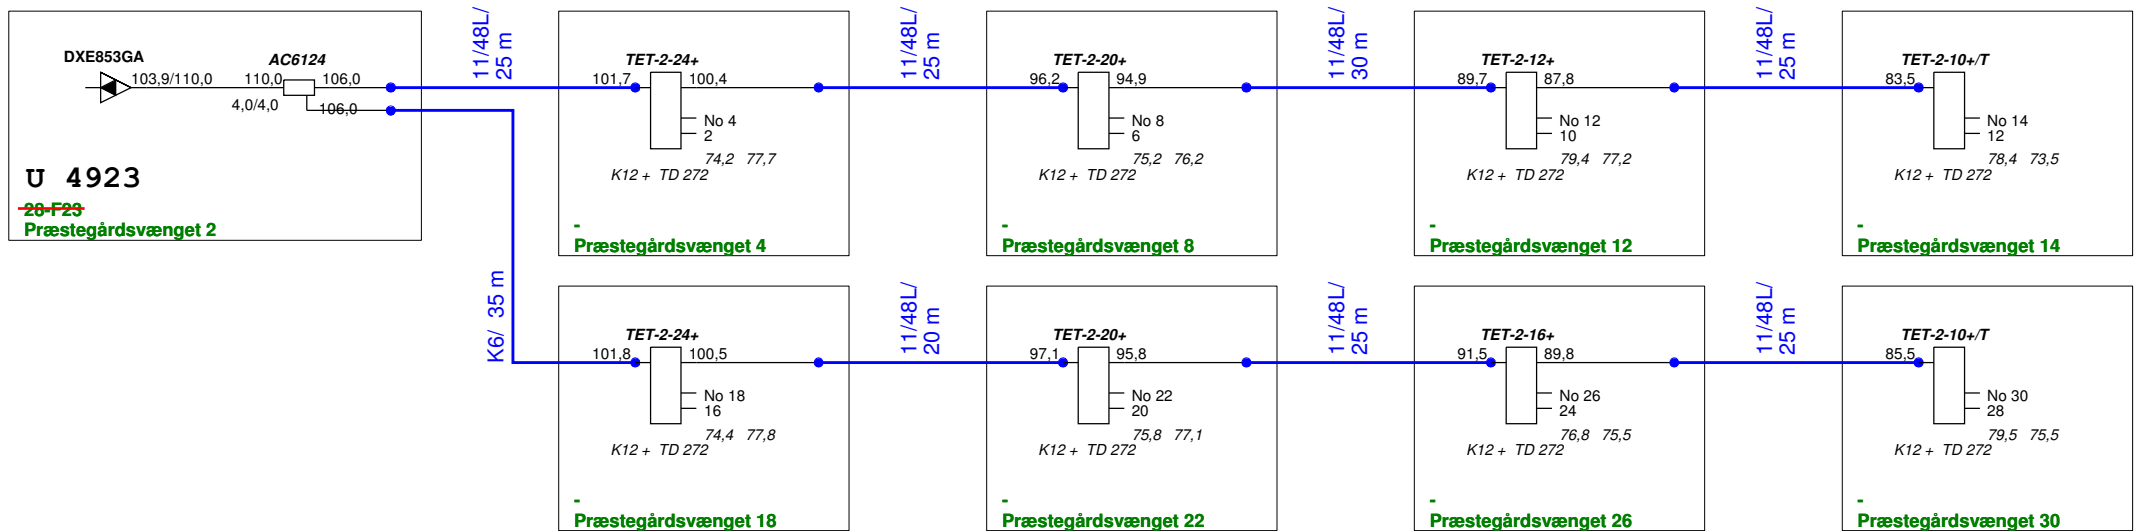 DXE853GA
103,9/110,0
AC6124
110,0
106,0
4,0/4,0
106,0
U 4923
28-F23
Præstegårdsvænget 2
11/48L/
25 m
TET-2-24+
101,7
100,4
No 4
2
74,2 77,7
K12 + TD 272
-
Præstegårdsvænget 4
11/48L/
25 m
TET-2-20+
96,2
94,9
No 8
6
75,2 76,2
K12 + TD 272
-
Præstegårdsvænget 8
11/48L/
30 m
TET-2-12+
89,7
87,8
No 12
10
79,4 77,2
K12 + TD 272
-
Præstegårdsvænget 12
11/48L/
25 m
TET-2-10+/T
83,5
No 14
12
78,4 73,5
K12 + TD 272
-
Præstegårdsvænget 14
K6/ 35 m
TET-2-24+
101,8
100,5
No 18
16
74,4 77,8
K12 + TD 272
-
Præstegårdsvænget 18
11/48L/
20 m
TET-2-20+
97,1
95,8
No 22
20
75,8 77,1
K12 + TD 272
-
Præstegårdsvænget 22
11/48L/
25 m
TET-2-16+
91,5
89,8
No 26
24
76,8 75,5
K12 + TD 272
-
Præstegårdsvænget 26
11/48L/
25 m
TET-2-10+/T
85,5
No 30
28
79,5 75,5
K12 + TD 272
-
Præstegårdsvænget 30